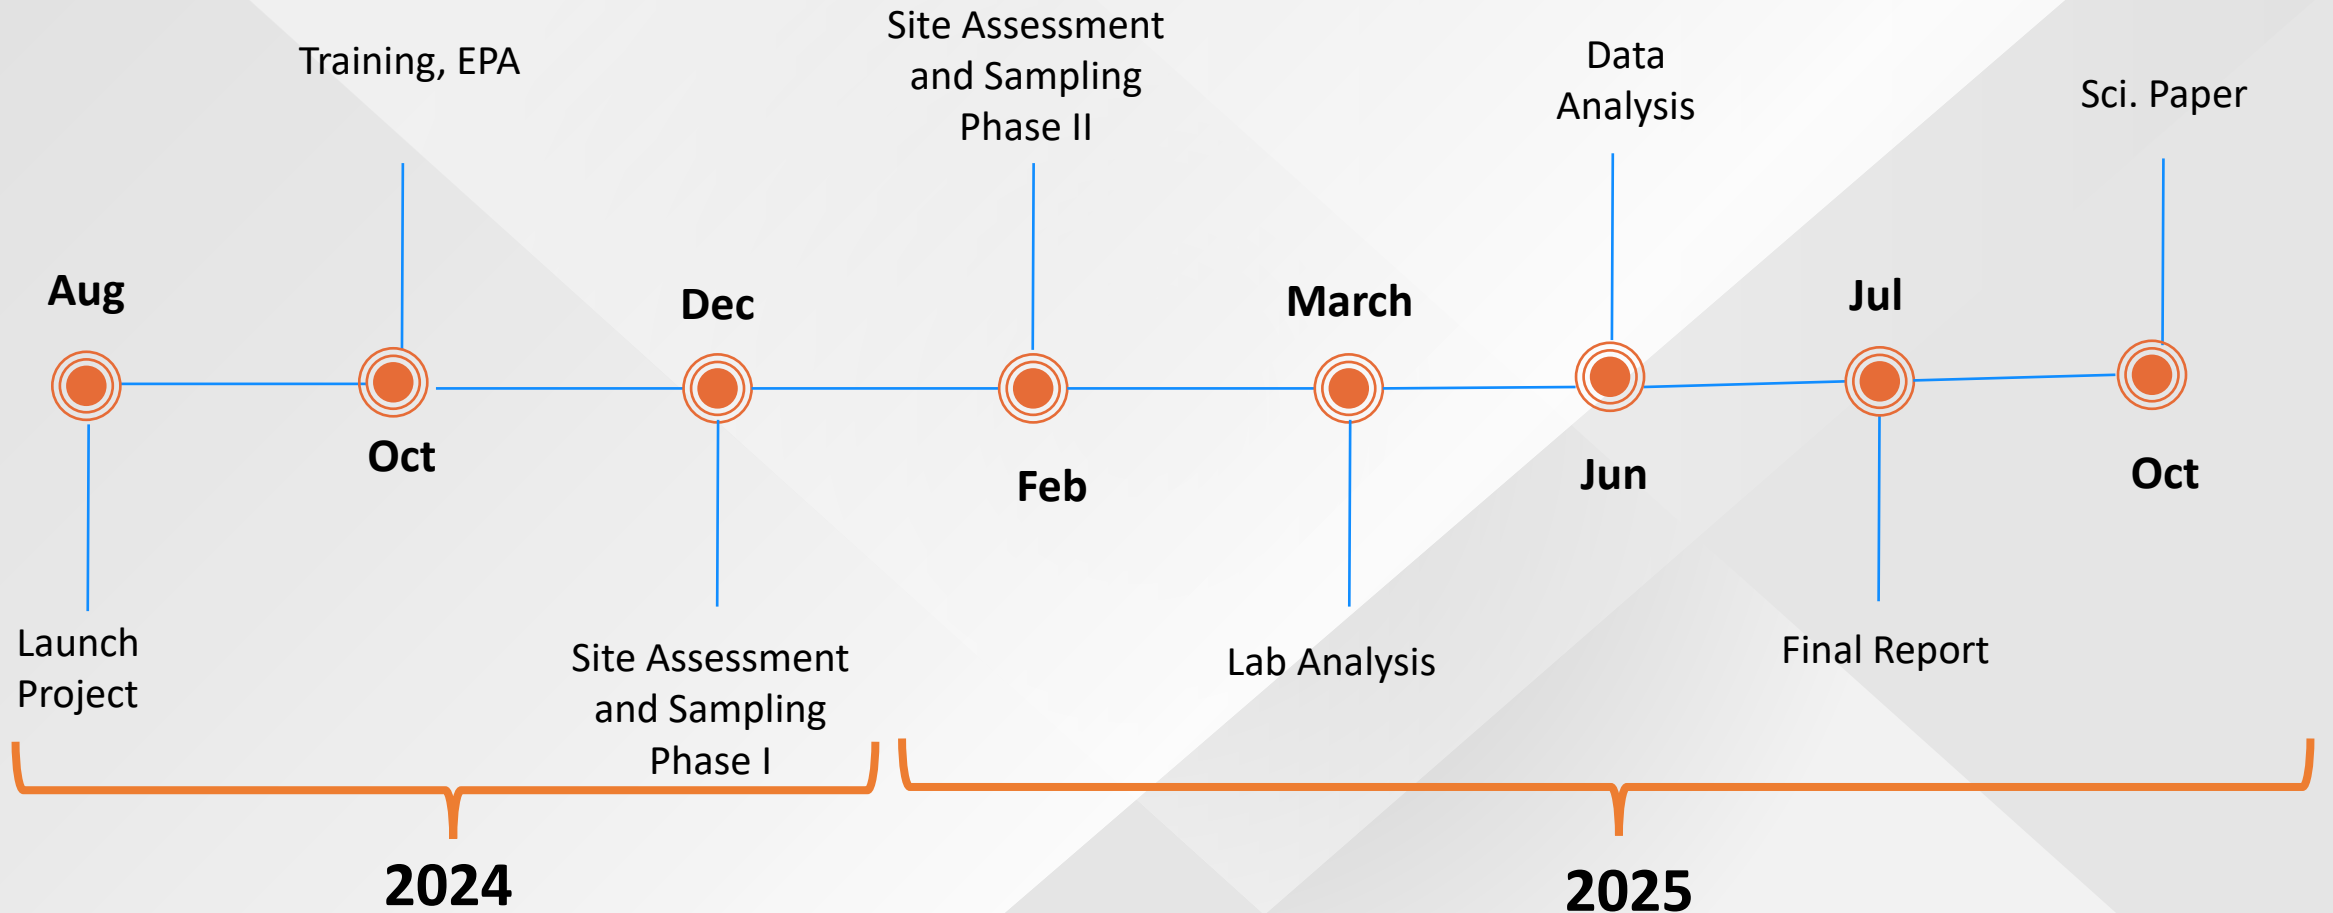 Training, EPA
Site Assessment
and Sampling
Phase II
Data
Analysis
Sci. Paper
Aug
Dec
March
Jul
Oct
Feb
Jun
Oct
Launch
Project
Site Assessment
and Sampling
Phase I
Lab Analysis
Final Report
2024
2025